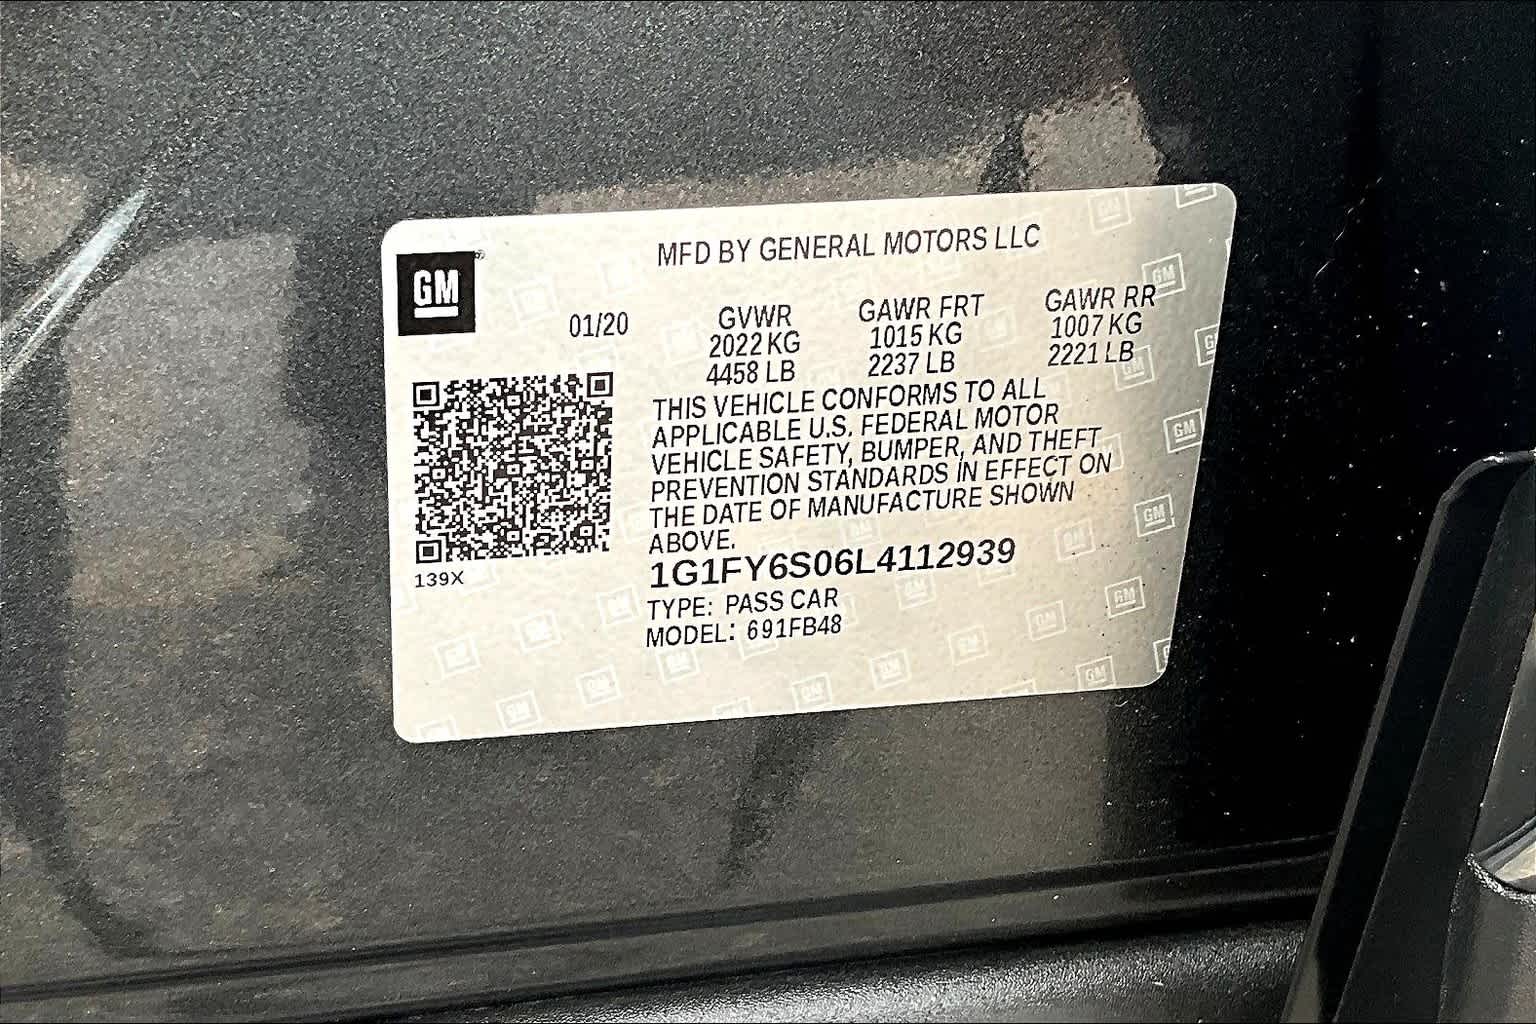 MFD BY GENERAL MOTORS LLC
GM
01/20 GVWR GAWR FRT GAWR RR
2022 KG 1015 KG 1007 KG
4458 LB 2237 LB 2221 LB
THIS VEHICLE CONFORMS TO ALL
APPLICABLE U.S. FEDERAL MOTOR
VEHICLE SAFETY, BUMPER, AND THEFT
PREVENTION STANDARDS IN EFFECT ON
THE DATE OF MANUFACTURE SHOWN
ABOVE.
139X
1G1FY6S06L4112939
TYPE: PASS CAR
MODEL: 691FB48